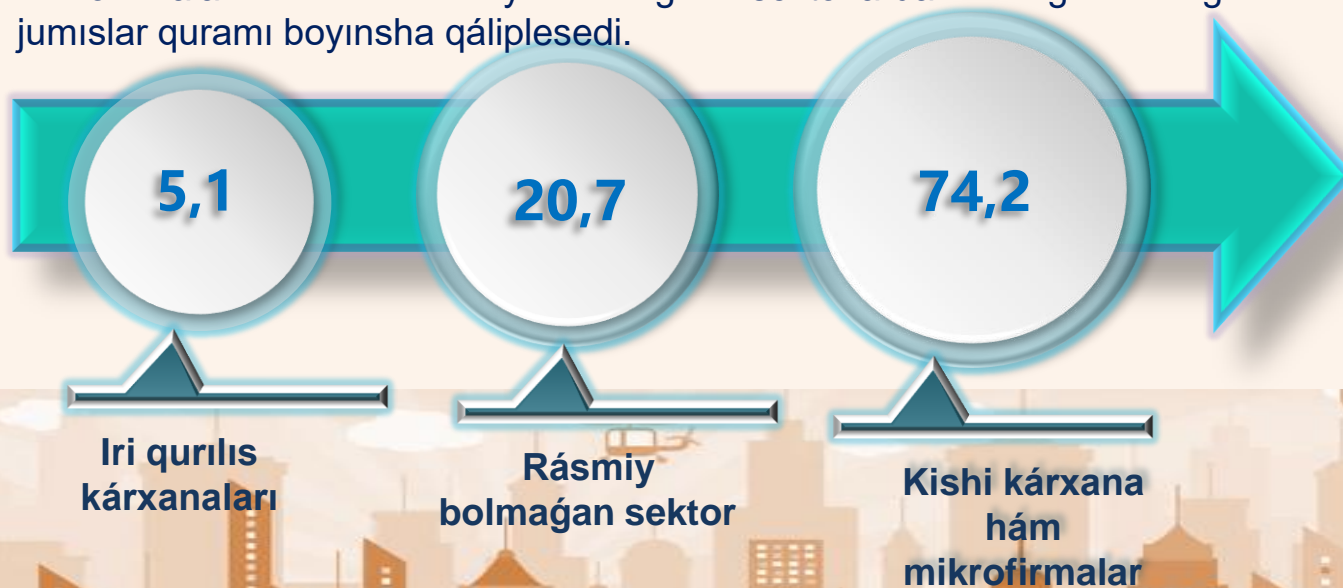 jumıslar quramı boyınsha qáliplesedi.
5,1
20,7
74,2
Iri qurılıs
kárxanaları
Rásmiy
bolmaǵan sektor
Kishi kárxana
hám
mikrofirmalar